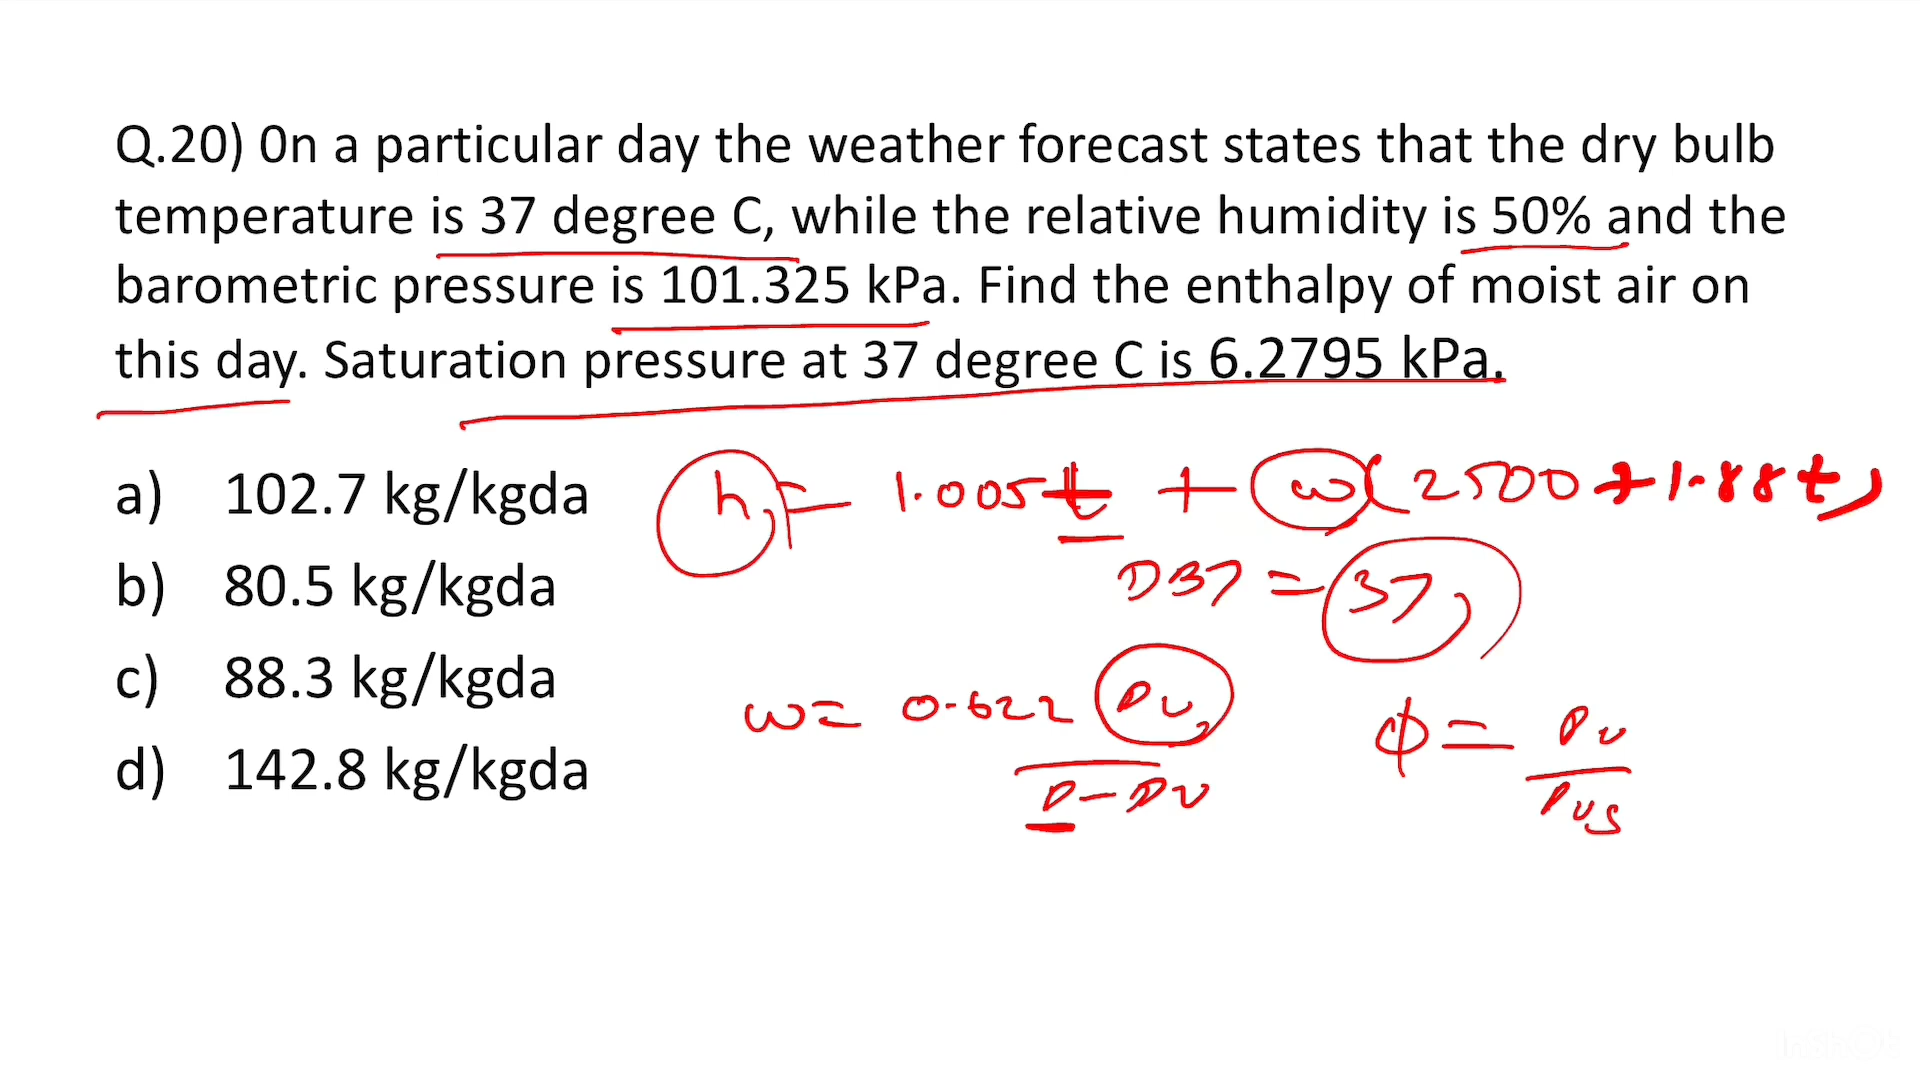 Q.20) 0n a particular day the weather forecast states that the dry bulb
temperature is 37 degree C, while the relative humidity is 50% and the
barometric pressure is 101.325 kPa. Find the enthalpy of moist air on
this day. Saturation pressure at 37 degree C is 6.2795 kPa.
a) 102.7 kg/kgda
h = 1.005t + w(2500+1.88t)
b) 80.5 kg/kgda
DBT = 37
c) 88.3 kg/kgda
w = 0.622 Pv
P-Pv
ϕ = Pv
Pvs
d) 142.8 kg/kgda